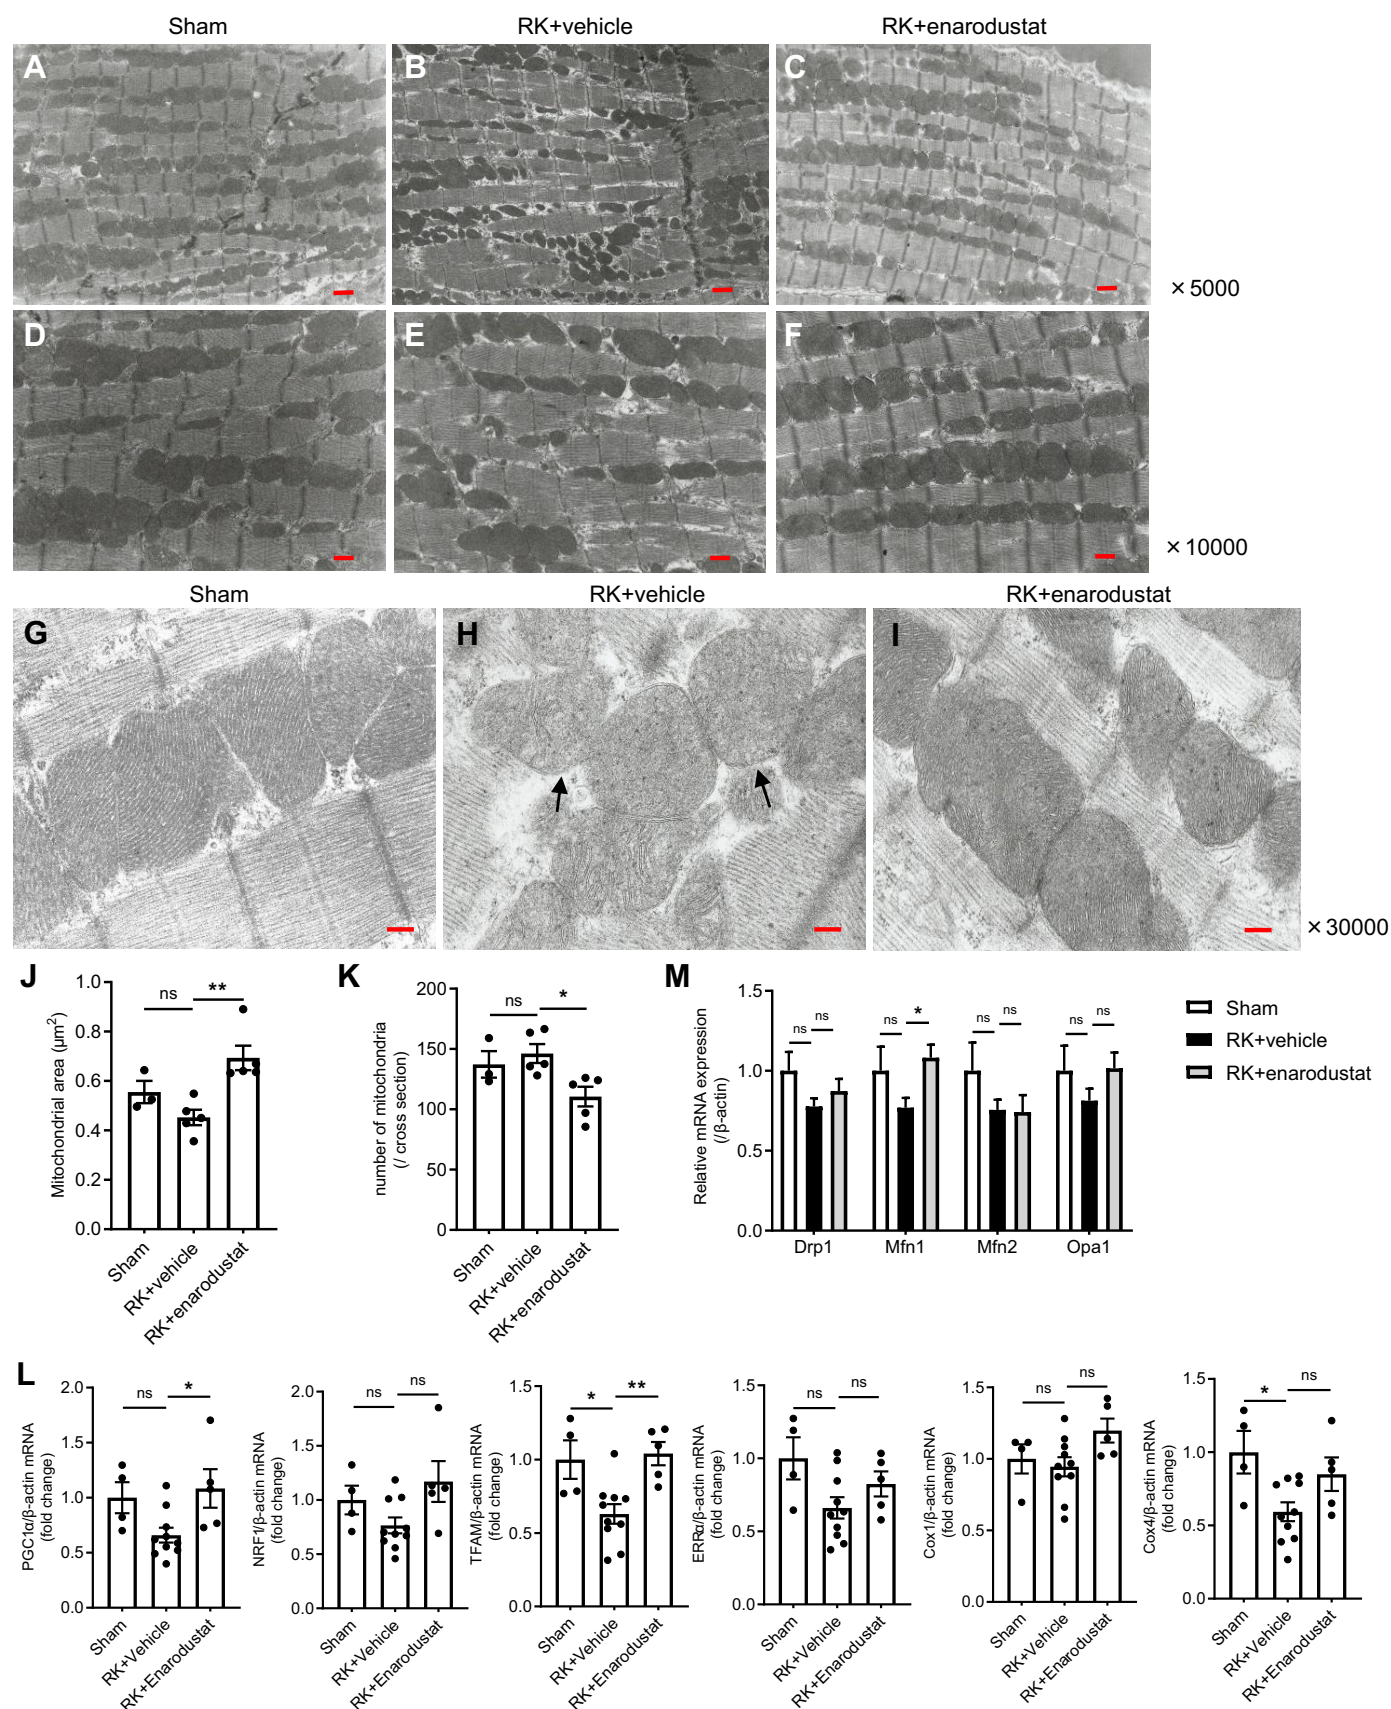 Sham RK+vehicle RK+enarodustat
A B C
×5000
D E F
×10000
Sham RK+vehicle RK+enarodustat
G H I
×30000
J
Mitochondrial area (μm²)
1.0
0.8
0.6
0.4
0.2
0.0
ns **
Sham
RK+vehicle
RK+enarodustat
K
number of mitochondria
(/ cross section)
200
150
100
50
0
ns *
Sham
RK+vehicle
RK+enarodustat
M
Relative mRNA expression
(/β-actin)
1.5
1.0
0.5
0.0
ns ns ns * ns ns ns ns
Drp1 Mfn1 Mfn2 Opa1
Sham
RK+vehicle
RK+enarodustat
L
PGC1α/β-actin mRNA
(fold change)
2.0
1.5
1.0
0.5
0.0
ns *
Sham
RK+Vehicle
RK+Enarodustat
NRF1/β-actin mRNA
(fold change)
2.0
1.5
1.0
0.5
0.0
ns ns
Sham
RK+Vehicle
RK+Enarodustat
TFAM/β-actin mRNA
(fold change)
1.5
1.0
0.5
0.0
* **
Sham
RK+Vehicle
RK+Enarodustat
ERRα/β-actin mRNA
(fold change)
1.5
1.0
0.5
0.0
ns ns
Sham
RK+Vehicle
RK+Enarodustat
Cox1/β-actin mRNA
(fold change)
1.5
1.0
0.5
0.0
ns ns
Sham
RK+Vehicle
RK+Enarodustat
Cox4/β-actin mRNA
(fold change)
1.5
1.0
0.5
0.0
* ns
Sham
RK+Vehicle
RK+Enarodustat